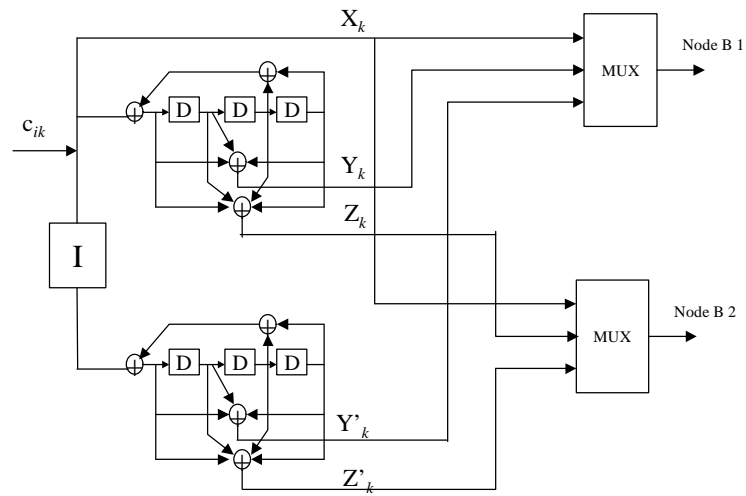 X_k
Node B 1
MUX
D D D
c_ik
Y_k
Z_k
I
Node B 2
MUX
D D D
Y'_k
Z'_k